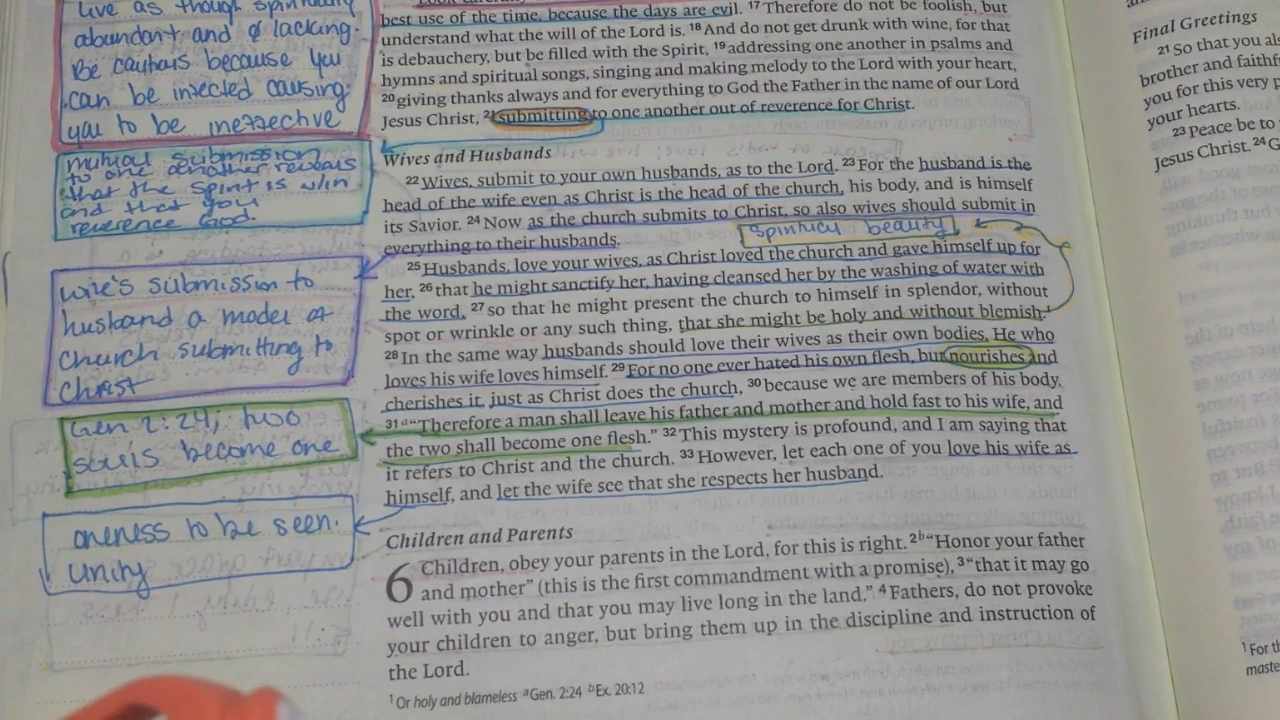 live as though spiritually
abundant and ¢ lacking.
Be cautious because you
can be infected causing
you to be ineffective
mutual submission
to one another reveals
that the Spirit is w/in
and that you
reverence God.
wife's submission to
husband a model of
church submitting to
Christ
Gen 2:24; two
souls become one
oneness to be seen.
Unity
best use of the time, because the days are evil. 17 Therefore do not be foolish, but
understand what the will of the Lord is. 18 And do not get drunk with wine, for that
is debauchery, but be filled with the Spirit, 19 addressing one another in psalms and
hymns and spiritual songs, singing and making melody to the Lord with your heart,
20 giving thanks always and for everything to God the Father in the name of our Lord
Jesus Christ, 21 submitting to one another out of reverence for Christ.
Wives and Husbands
22 Wives, submit to your own husbands, as to the Lord. 23 For the husband is the
head of the wife even as Christ is the head of the church, his body, and is himself
its Savior. 24 Now as the church submits to Christ, so also wives should submit in
everything to their husbands.
beauty
25 Husbands, love your wives, as Christ loved the church and gave himself up for
her, 26 that he might sanctify her, having cleansed her by the washing of water with
the word, 27 so that he might present the church to himself in splendor, without
spot or wrinkle or any such thing, that she might be holy and without blemish.1
28 In the same way husbands should love their wives as their own bodies. He who
loves his wife loves himself. 29 For no one ever hated his own flesh, but nourishes and
cherishes it, just as Christ does the church, 30 because we are members of his body.
31 a "Therefore a man shall leave his father and mother and hold fast to his wife, and
the two shall become one flesh." 32 This mystery is profound, and I am saying that
it refers to Christ and the church. 33 However, let each one of you love his wife as
himself, and let the wife see that she respects her husband.
Children and Parents
6 Children, obey your parents in the Lord, for this is right. 2 b "Honor your father
and mother" (this is the first commandment with a promise), 3 "that it may go
well with you and that you may live long in the land." 4 Fathers, do not provoke
your children to anger, but bring them up in the discipline and instruction of
the Lord.
1 Or holy and blameless a Gen. 2:24 b Ex. 20:12
Final Greetings
21 So that you
brother and
you for this very
your hearts.
23 Peace be to
Jesus Christ. 24
1 For